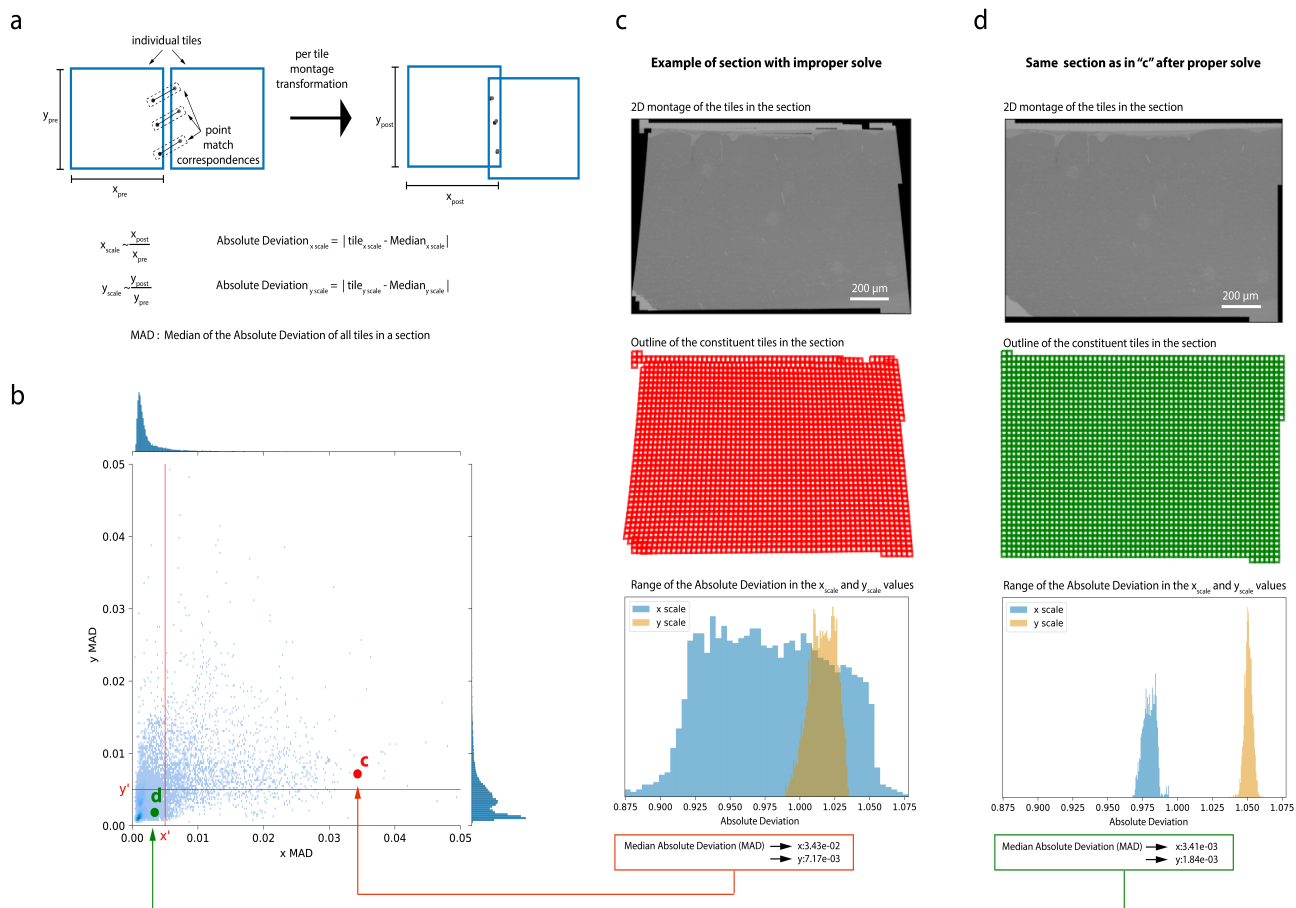 a
individual tiles
per tile
montage
transformation
y pre
x pre
point
match
correspondences
y post
x post
x scale ~ x post / x pre
Absolute Deviation x scale = | tile x scale - Median x scale |
y scale ~ y post / y pre
Absolute Deviation y scale = | tile y scale - Median y scale |
MAD : Median of the Absolute Deviation of all tiles in a section
b
0.05
0.04
0.03
0.02
0.01
0.00
y MAD
y'
x'
c
d
0.00 0.01 0.02 0.03 0.04 0.05
x MAD
c
Example of section with improper solve
2D montage of the tiles in the section
200 μm
Outline of the constituent tiles in the section
Range of the Absolute Deviation in the x scale and y scale values
x scale
y scale
0.875 0.900 0.925 0.950 0.975 1.000 1.025 1.050 1.075
Absolute Deviation
Median Absolute Deviation (MAD) x:3.43e-02
y:7.17e-03
d
Same section as in "c" after proper solve
2D montage of the tiles in the section
200 μm
Outline of the constituent tiles in the section
Range of the Absolute Deviation in the x scale and y scale values
x scale
y scale
0.875 0.900 0.925 0.950 0.975 1.000 1.025 1.050 1.075
Absolute Deviation
Median Absolute Deviation (MAD) x:3.41e-03
y:1.84e-03